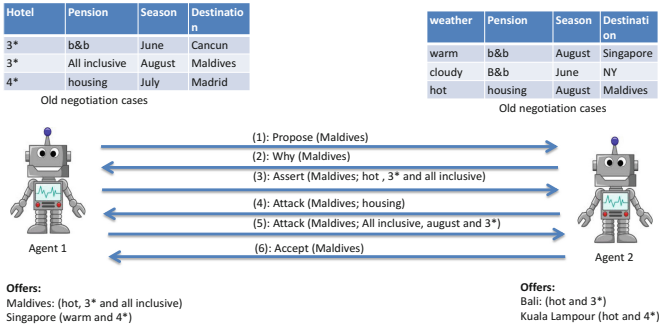 Hotel Pension Season Destinatio
n
3* b&b June Cancun
3* All inclusive August Maldives
4* housing July Madrid
Old negotiation cases
weather Pension Season Destinati
on
warm b&b August Singapore
cloudy B&b June NY
hot housing August Maldives
Old negotiation cases
(1): Propose (Maldives)
(2): Why (Maldives)
(3): Assert (Maldives; hot , 3* and all inclusive)
(4): Attack (Maldives; housing)
(5): Attack (Maldives; All inclusive, august and 3*)
(6): Accept (Maldives)
Agent 1
Agent 2
Offers:
Maldives: (hot, 3* and all inclusive)
Singapore (warm and 4*)
Offers:
Bali: (hot and 3*)
Kuala Lampour (hot and 4*)